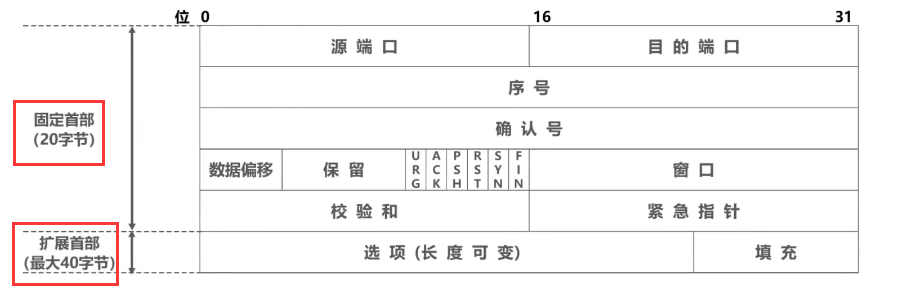 位 0 16 31
源端口 目的端口
序号
固定首部
(20字节)
确认号
数据偏移 保留 URG ACK PSH RST SYN FIN 窗口
校验和 紧急指针
扩展首部
(最大40字节)
选项(长度可变) 填充